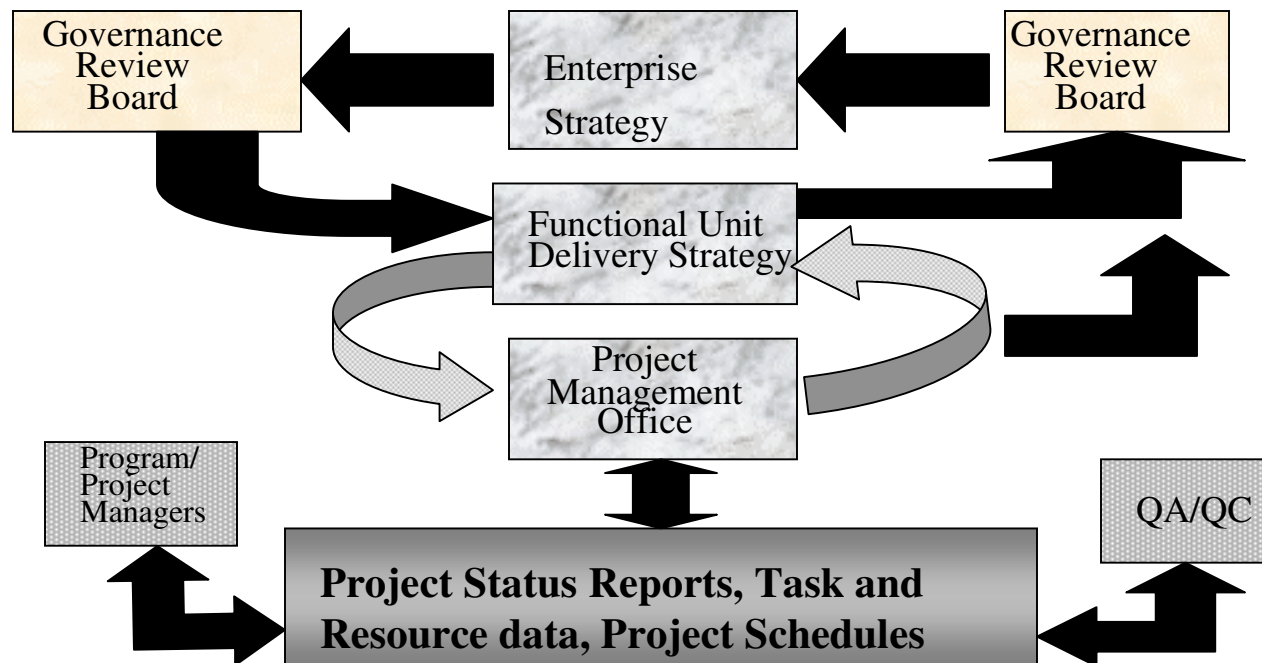 Governance
Review
Board
Enterprise
Strategy
Governance
Review
Board
Functional Unit
Delivery Strategy
Project
Management
Office
Program/
Project
Managers
QA/QC
Project Status Reports, Task and
Resource data, Project Schedules